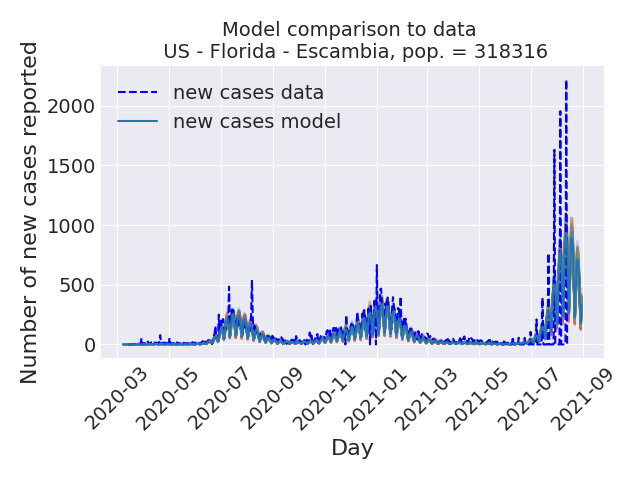 Model comparison to data
US - Florida - Escambia, pop. = 318316
Number of new cases reported
2000
1500
1000
500
0
new cases data
new cases model
2020-03
2020-05
2020-07
2020-09
2020-11
2021-01
2021-03
2021-05
2021-07
2021-09
Day